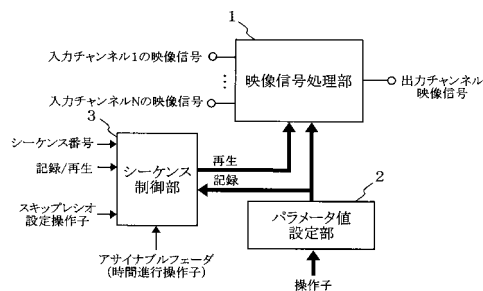 1
入力チャンネル1の映像信号
⋮
入力チャンネルNの映像信号
映像信号処理部
出力チャンネル
映像信号
3
シーケンス番号
記録/再生
スキップレシオ
設定操作子
シーケンス
制御部
再生
記録
2
パラメータ値
設定部
アサイナブルフェーダ
(時間進行操作子)
操作子